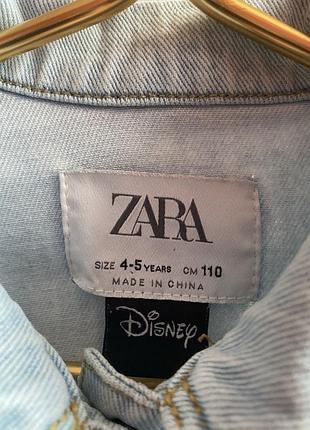 ZARA
SIZE 4-5 YEARS CM 110
MADE IN CHINA
Disney